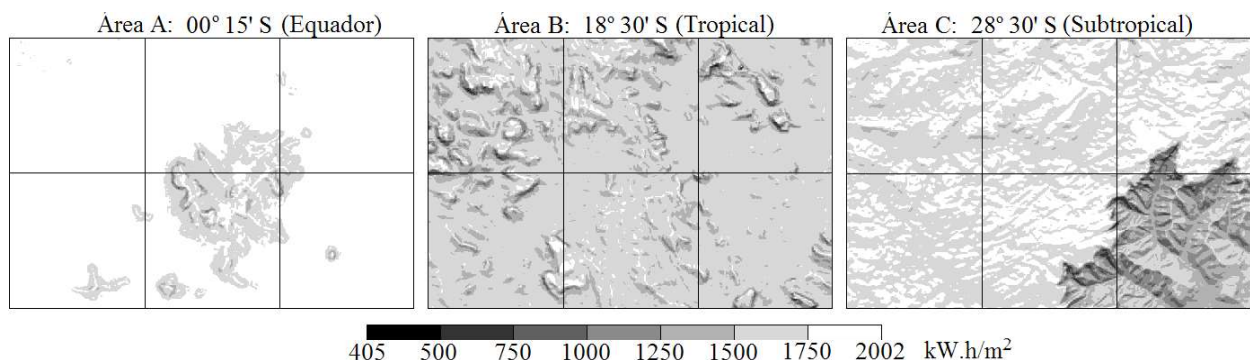 Área A: 00° 15' S (Equador)
Área B: 18° 30' S (Tropical)
Área C: 28° 30' S (Subtropical)
405 500 750 1000 1250 1500 1750 2002 kW.h/m²